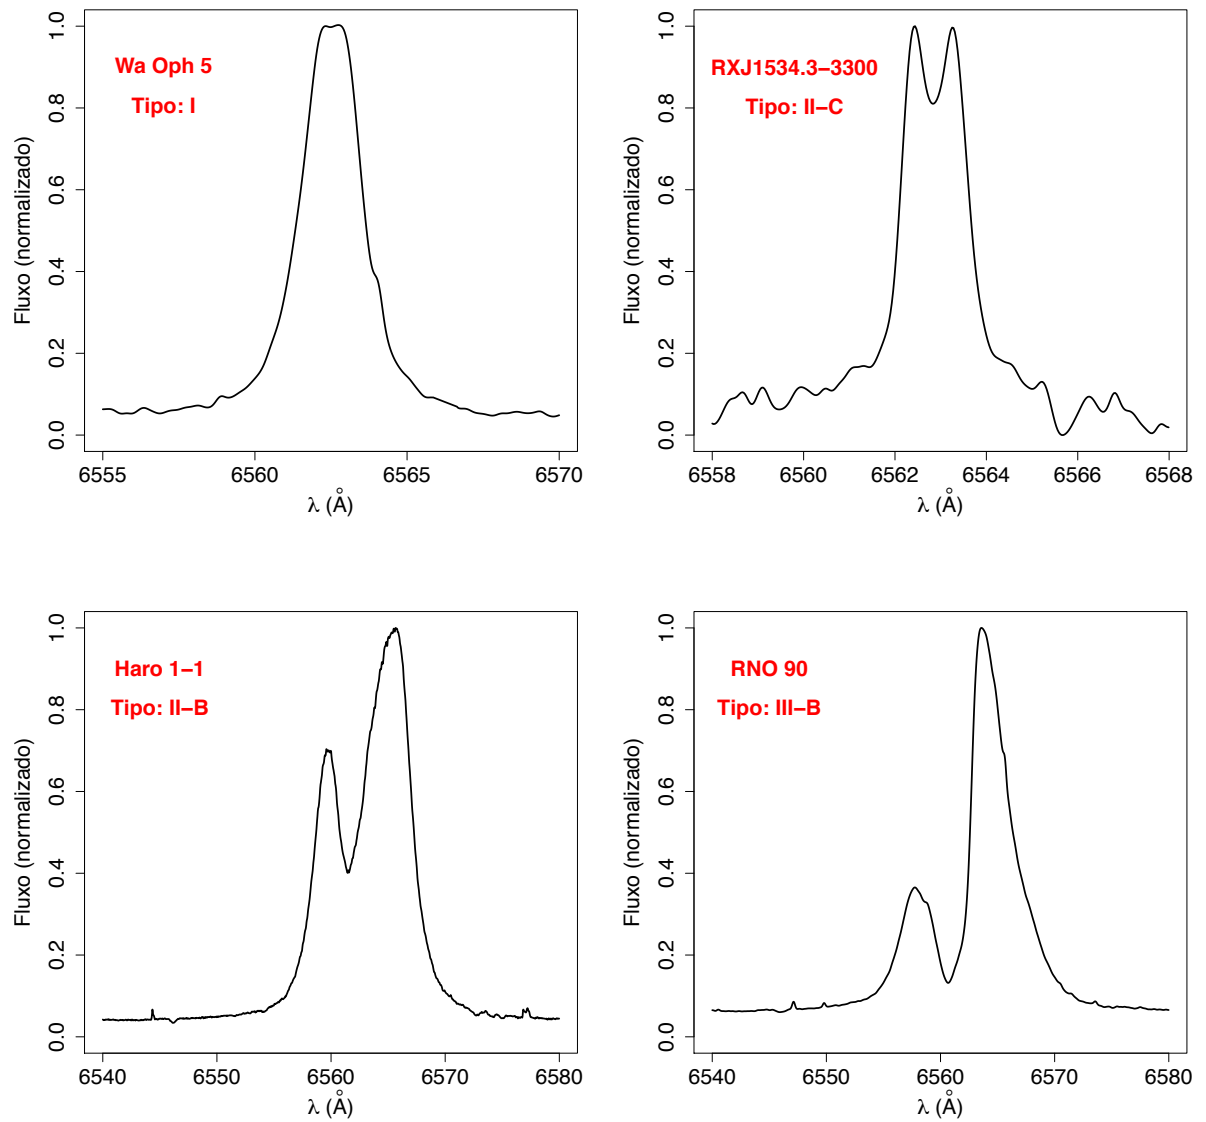 Wa Oph 5
Tipo: I
Fluxo (normalizado)
0.0 0.2 0.4 0.6 0.8 1.0
6555 6560 6565 6570
λ (Å)
RXJ1534.3−3300
Tipo: II−C
Fluxo (normalizado)
0.0 0.2 0.4 0.6 0.8 1.0
6558 6560 6562 6564 6566 6568
λ (Å)
Haro 1−1
Tipo: II−B
Fluxo (normalizado)
0.0 0.2 0.4 0.6 0.8 1.0
6540 6550 6560 6570 6580
λ (Å)
RNO 90
Tipo: III−B
Fluxo (normalizado)
0.0 0.2 0.4 0.6 0.8 1.0
6540 6550 6560 6570 6580
λ (Å)